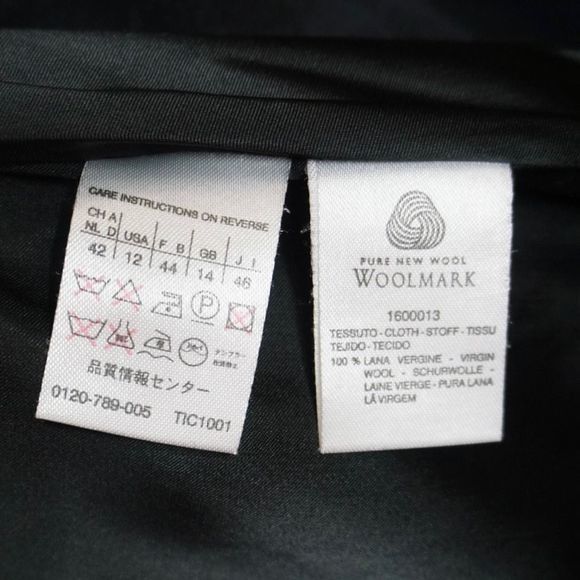 CARE INSTRUCTIONS ON REVERSE
CH A
NL D USA F B GB J I
42 12 44 14 46
P
品質情報センター
0120-789-005 TIC1001
PURE NEW WOOL
WOOLMARK
1600013
TESSUTO - CLOTH - STOFF - TISSU
TEJIDO - TECIDO
100 % LANA VERGINE - VIRGIN
WOOL - SCHURWOLLE -
LAINE VIERGE - PURA LANA
LÂ VIRGEM